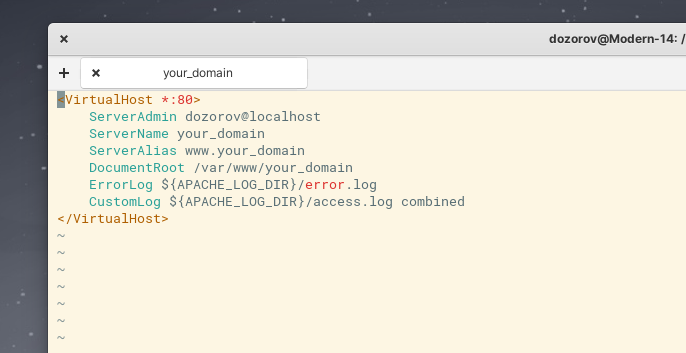 dozorov@Modern-14: /
your_domain
<VirtualHost *:80>
    ServerAdmin dozorov@localhost
    ServerName your_domain
    ServerAlias www.your_domain
    DocumentRoot /var/www/your_domain
    ErrorLog ${APACHE_LOG_DIR}/error.log
    CustomLog ${APACHE_LOG_DIR}/access.log combined
</VirtualHost>
~
~
~
~
~
~
~